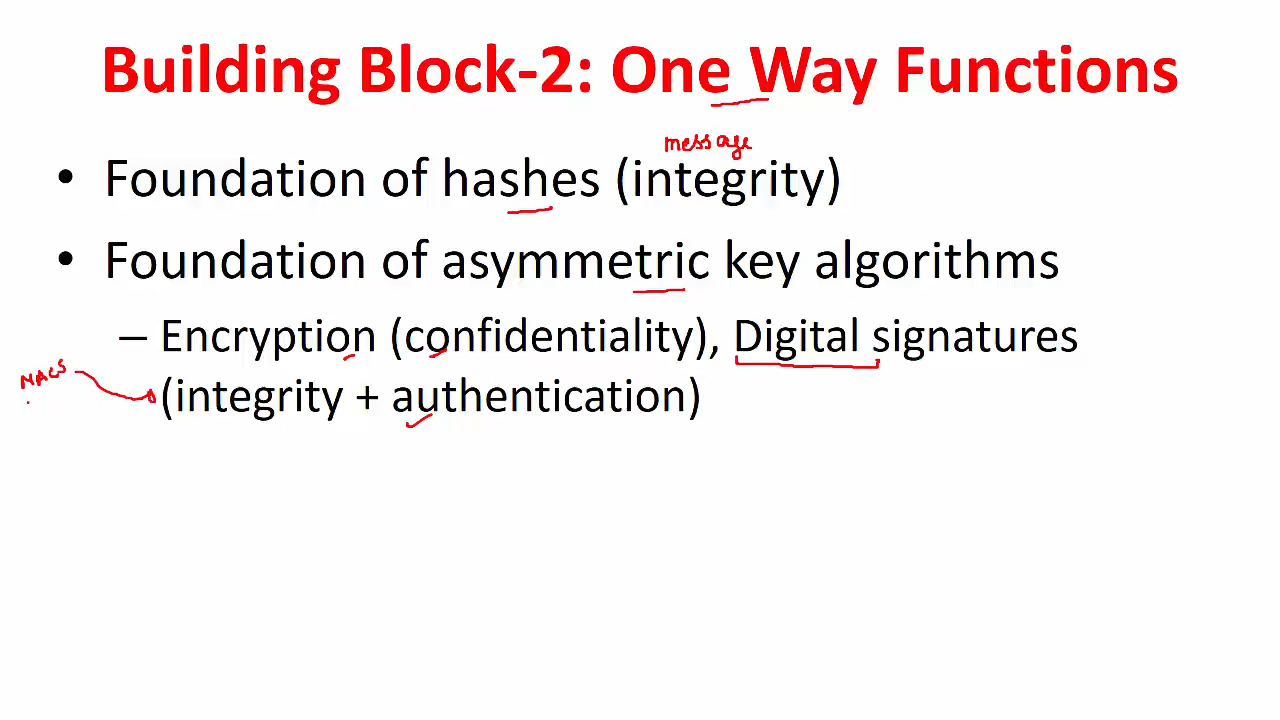 Building Block-2: One Way Functions
message
• Foundation of hashes (integrity)
• Foundation of asymmetric key algorithms
– Encryption (confidentiality), Digital signatures
MACS
(integrity + authentication)